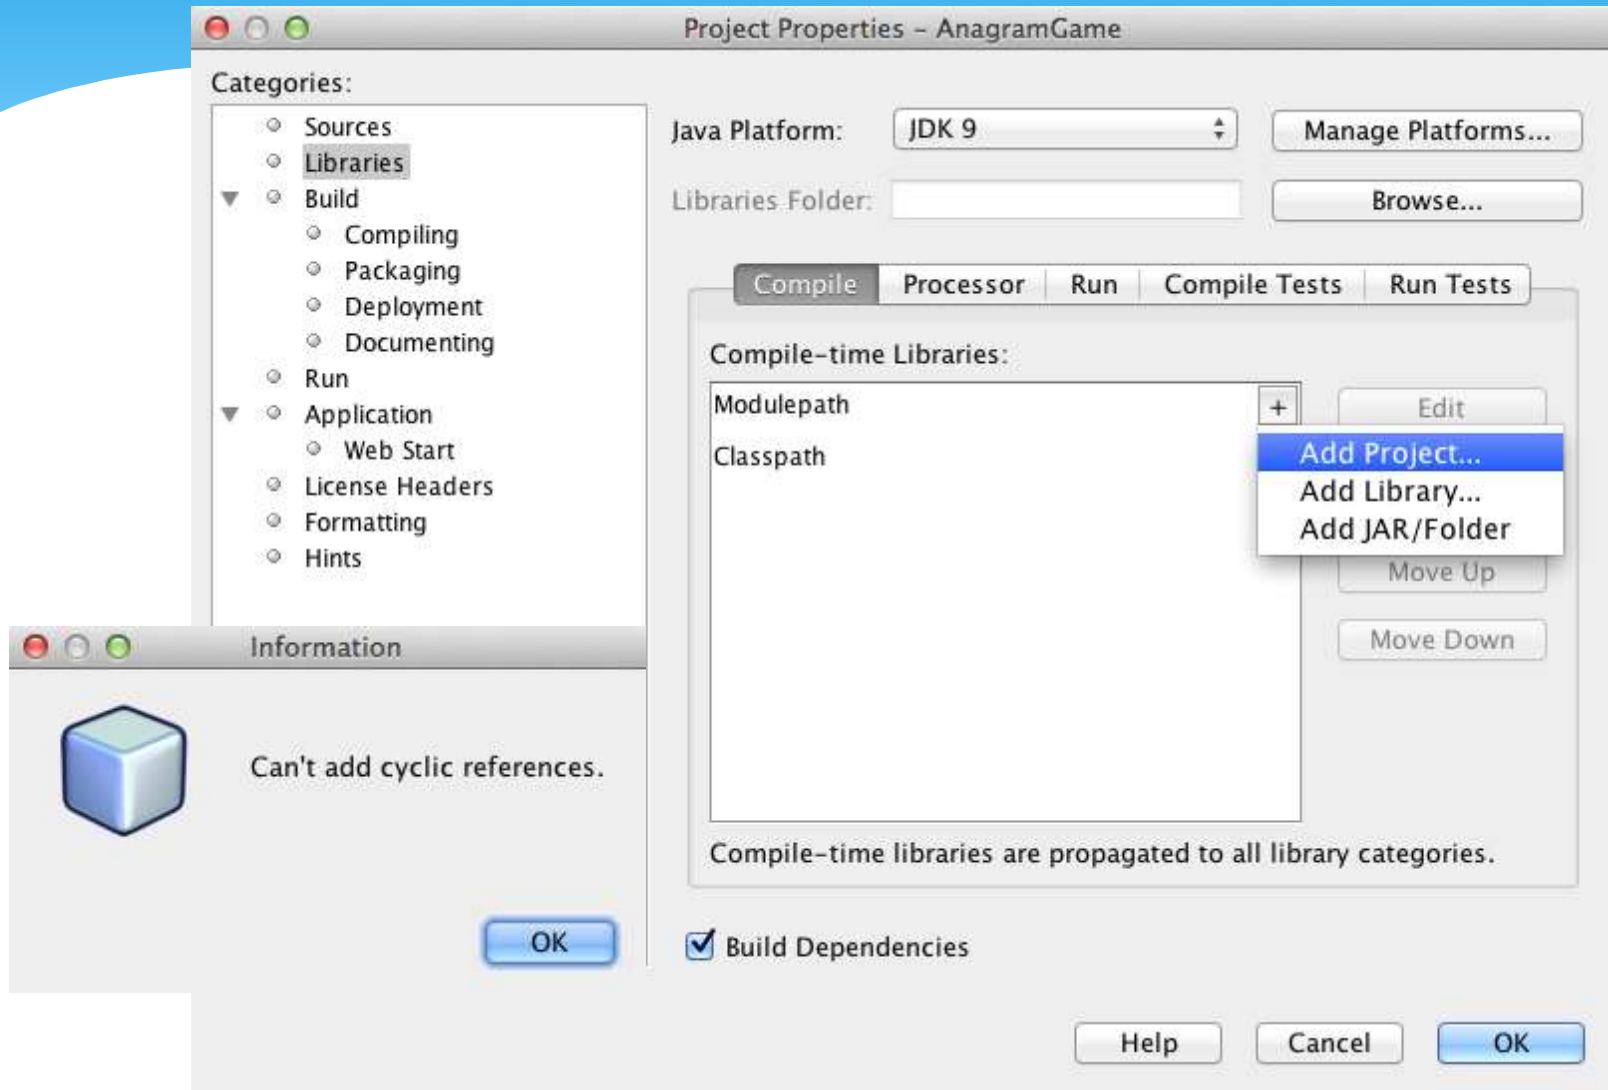 Project Properties – AnagramGame
Categories:
Sources
Libraries
Build
Compiling
Packaging
Deployment
Documenting
Run
Application
Web Start
License Headers
Formatting
Hints
Java Platform: JDK 9 Manage Platforms...
Libraries Folder: Browse...
Compile Processor Run Compile Tests Run Tests
Compile-time Libraries:
Modulepath + Edit
Classpath
Add Project...
Add Library...
Add JAR/Folder
Move Up
Move Down
Compile-time libraries are propagated to all library categories.
Build Dependencies
Help Cancel OK
Information
Can't add cyclic references.
OK